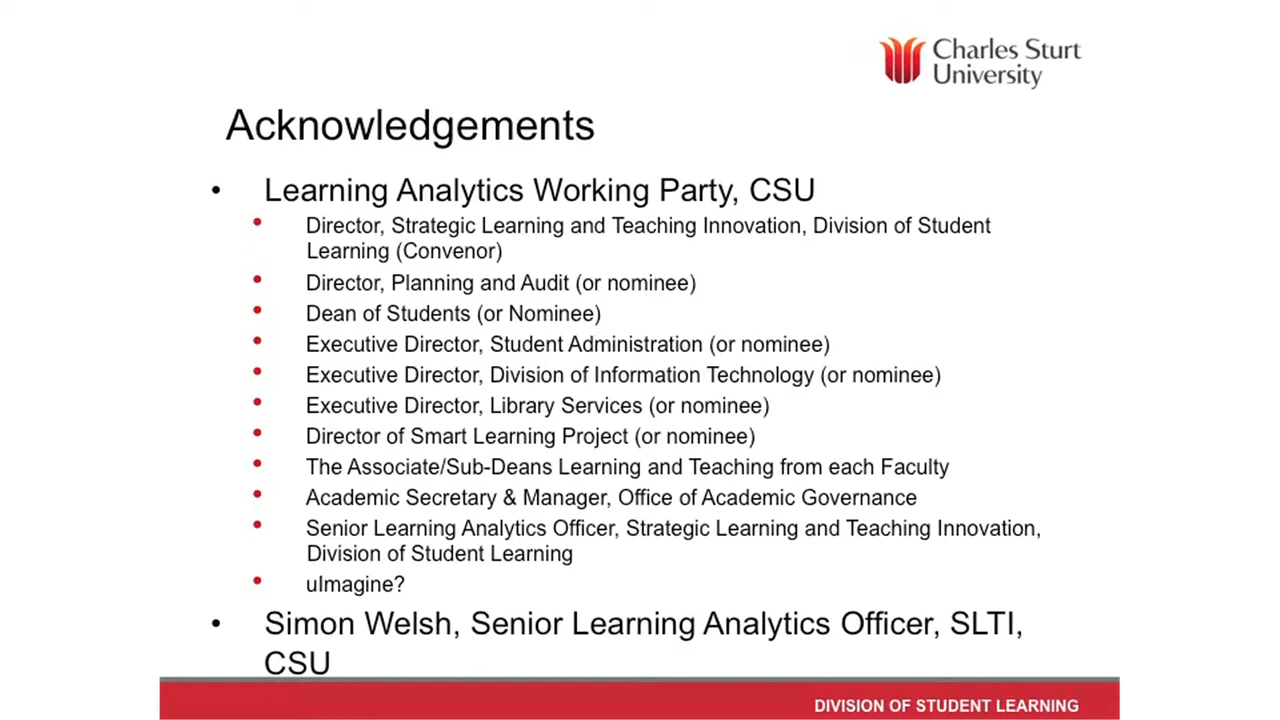 Charles Sturt
University
Acknowledgements
• Learning Analytics Working Party, CSU
• Director, Strategic Learning and Teaching Innovation, Division of Student
Learning (Convenor)
• Director, Planning and Audit (or nominee)
• Dean of Students (or Nominee)
• Executive Director, Student Administration (or nominee)
• Executive Director, Division of Information Technology (or nominee)
• Executive Director, Library Services (or nominee)
• Director of Smart Learning Project (or nominee)
• The Associate/Sub-Deans Learning and Teaching from each Faculty
• Academic Secretary & Manager, Office of Academic Governance
• Senior Learning Analytics Officer, Strategic Learning and Teaching Innovation,
Division of Student Learning
• uImagine?
• Simon Welsh, Senior Learning Analytics Officer, SLTI,
CSU
DIVISION OF STUDENT LEARNING